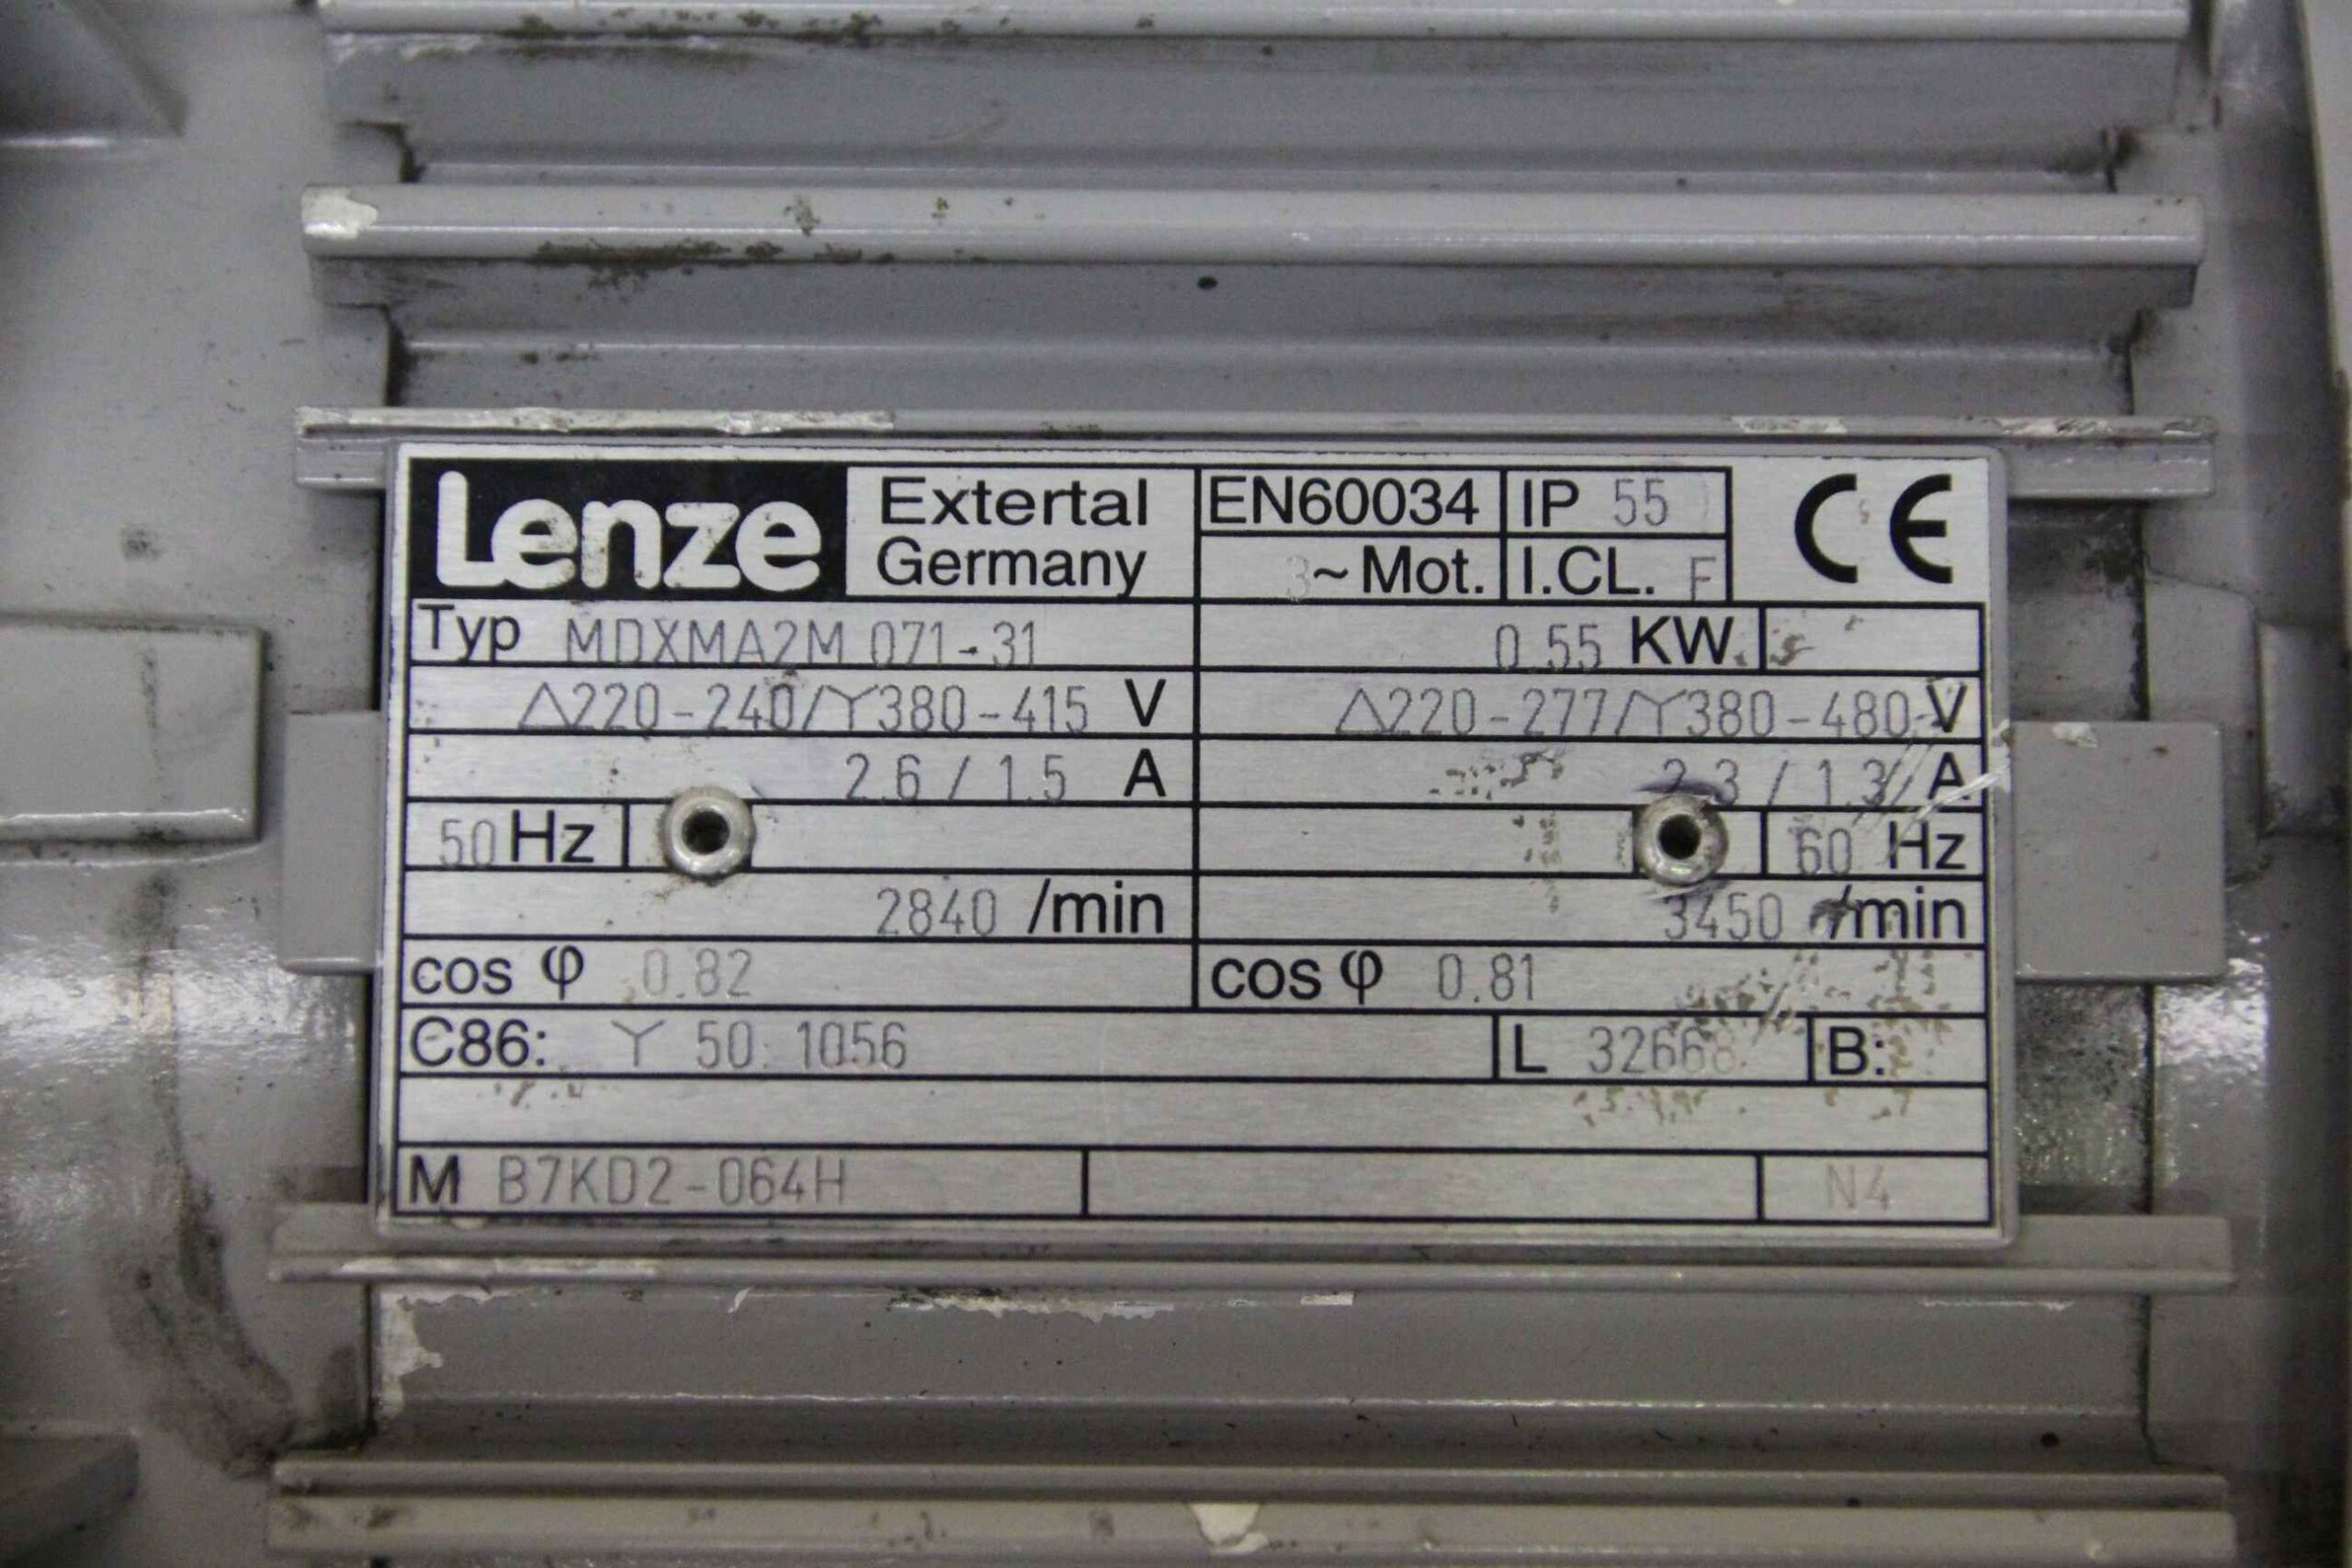 Lenze Extertal Germany EN60034 IP 55 CE
3~Mot. I.CL. F
Typ MDXMA2M 071-31 0.55 KW
△220-240/Y380-415 V △220-277/Y380-480 V
2.6 / 1.5 A 2.3 / 1.3 A
50 Hz 60 Hz
2840 /min 3450 /min
cos φ 0.82 cos φ 0.81
C86: Y 50: 1056 L 32668 B:
M B7KD2-064H N4